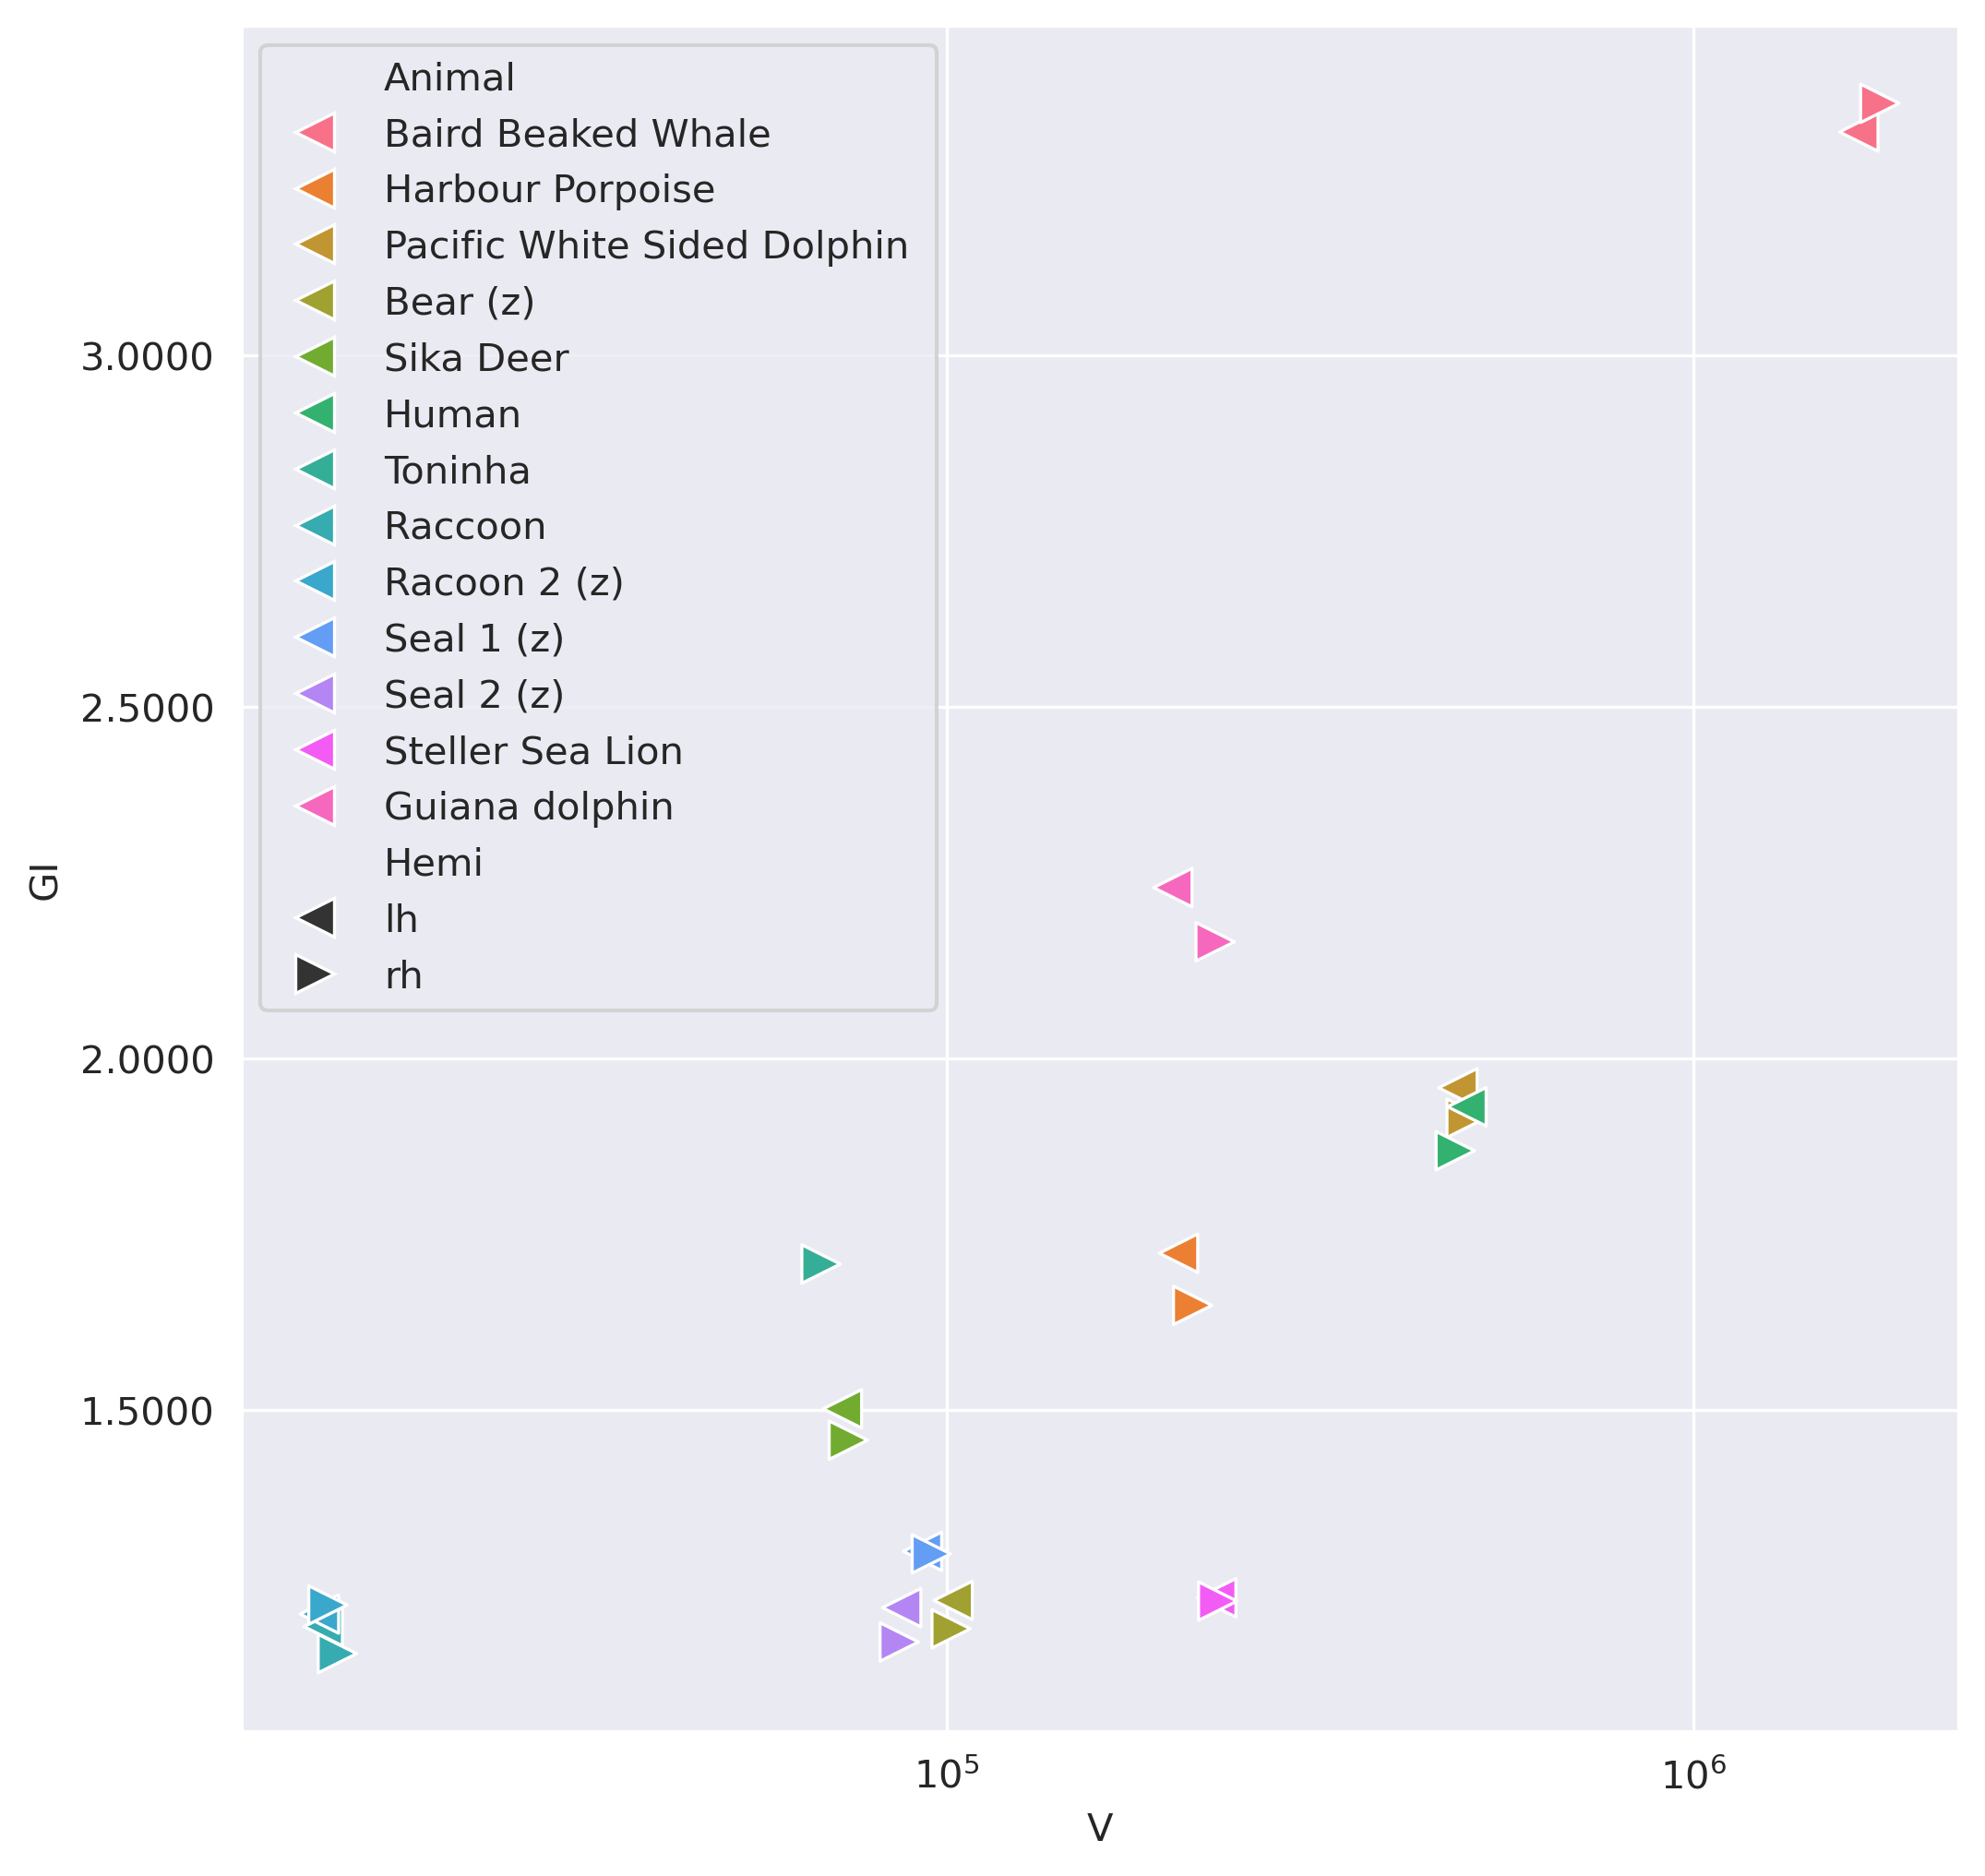 Animal
Baird Beaked Whale
Harbour Porpoise
Pacific White Sided Dolphin
Bear (z)
Sika Deer
Human
Toninha
Raccoon
Racoon 2 (z)
Seal 1 (z)
Seal 2 (z)
Steller Sea Lion
Guiana dolphin
Hemi
lh
rh
3.0000
2.5000
2.0000
1.5000
GI
10⁵
10⁶
V